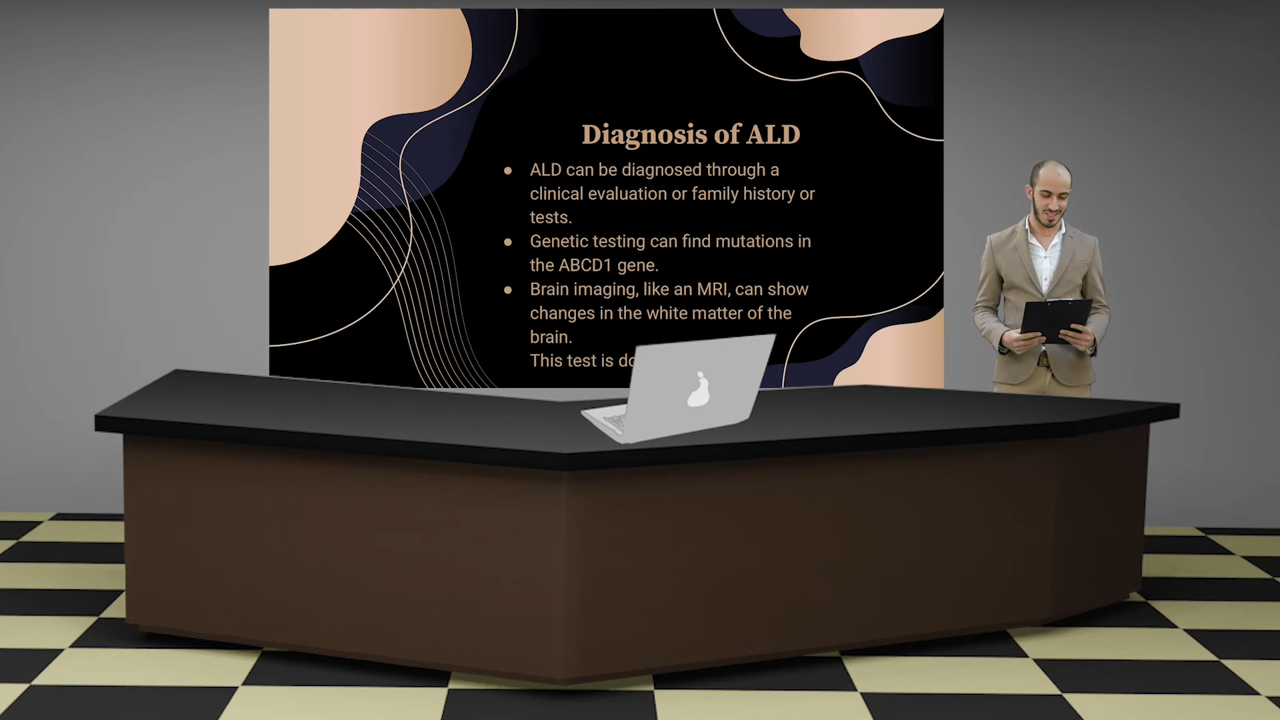 Diagnosis of ALD
● ALD can be diagnosed through a
clinical evaluation or family history or
tests.
● Genetic testing can find mutations in
the ABCD1 gene.
● Brain imaging, like an MRI, can show
changes in the white matter of the
brain.
This test is